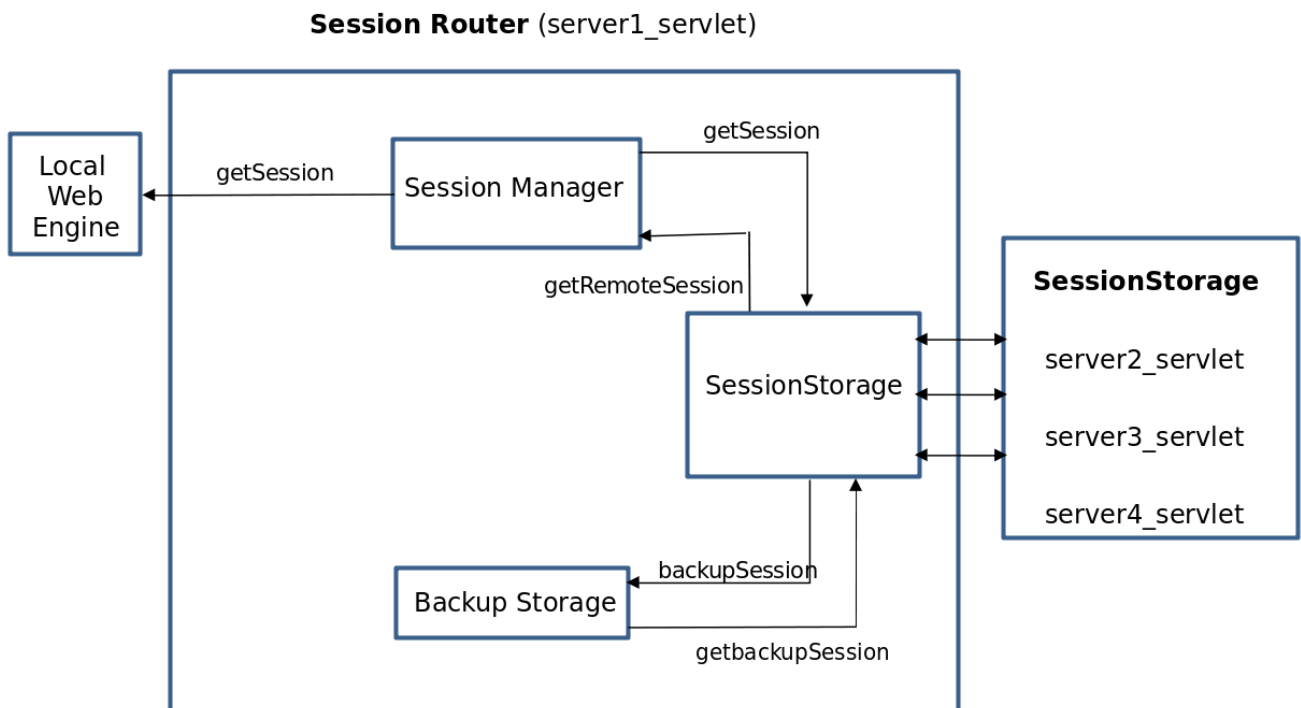 Session Router (server1_servlet)
getSession
Local
Web
Engine
getSession
Session Manager
getRemoteSession
SessionStorage
server2_servlet
SessionStorage
server3_servlet
server4_servlet
backupSession
Backup Storage
getbackupSession